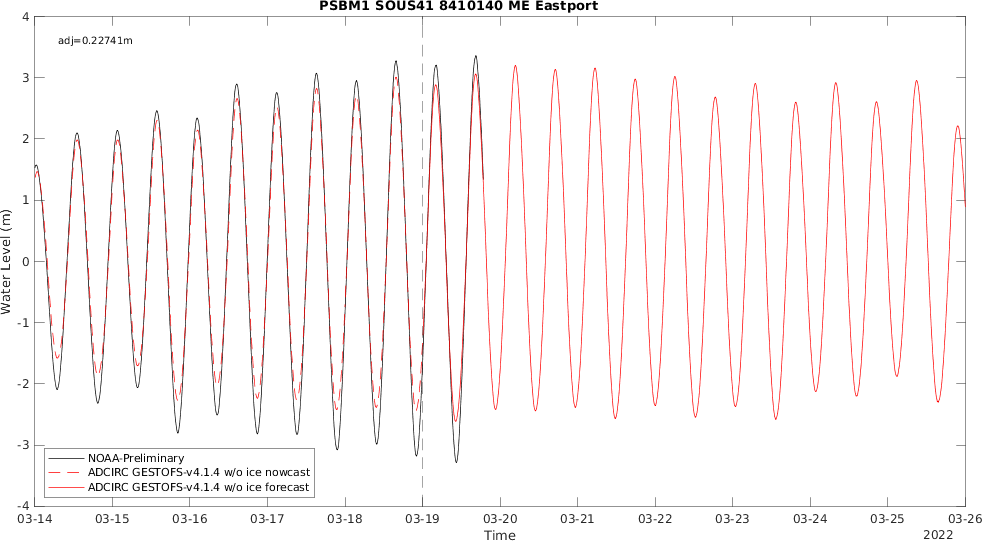 PSBM1 SOUS41 8410140 ME Eastport
adj=0.22741m
4
3
2
1
0
-1
-2
-3
-4
Water Level (m)
NOAA-Preliminary
ADCIRC GESTOFS-v4.1.4 w/o ice nowcast
ADCIRC GESTOFS-v4.1.4 w/o ice forecast
03-14 03-15 03-16 03-17 03-18 03-19 03-20 03-21 03-22 03-23 03-24 03-25 03-26
Time
2022